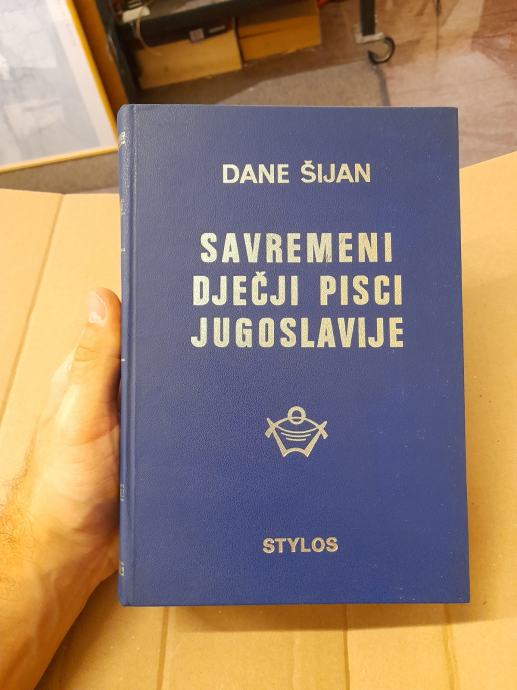 DANE ŠIJAN
SAVREMENI
DJEČJI PISCI
JUGOSLAVIJE
STYLOS